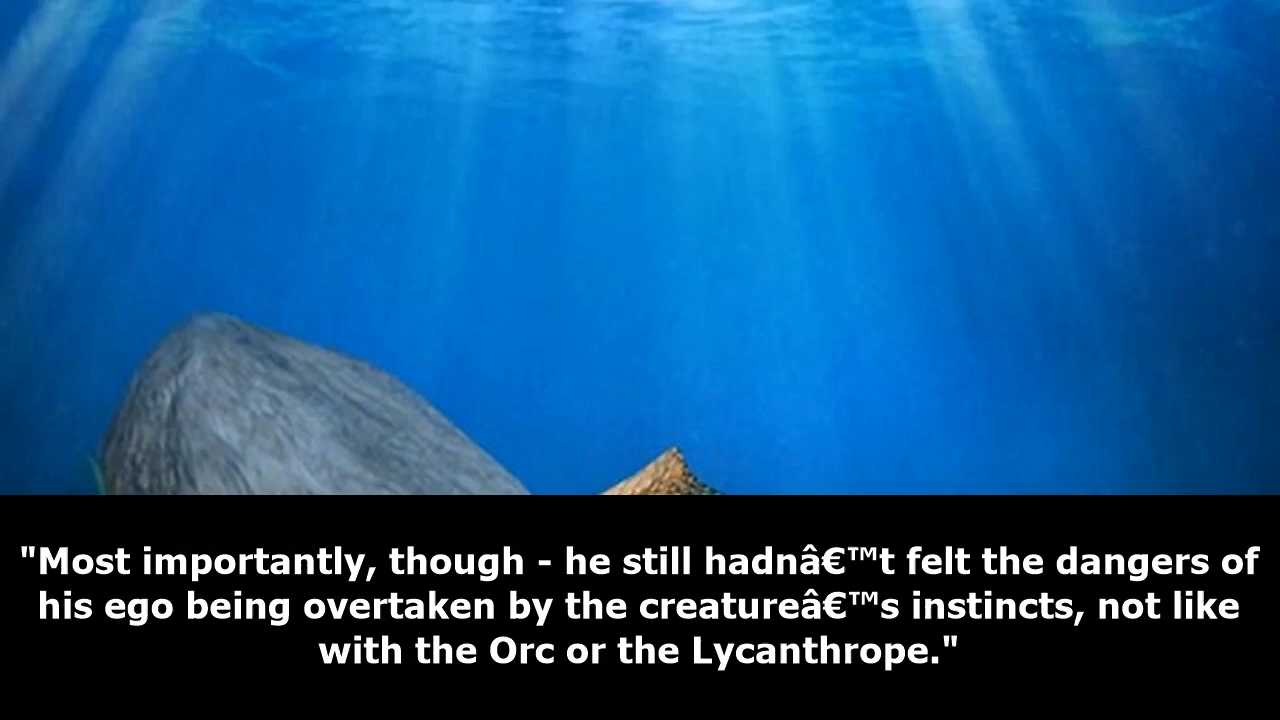 "Most importantly, though - he still hadnâ€™t felt the dangers of
his ego being overtaken by the creatureâ€™s instincts, not like
with the Orc or the Lycanthrope."